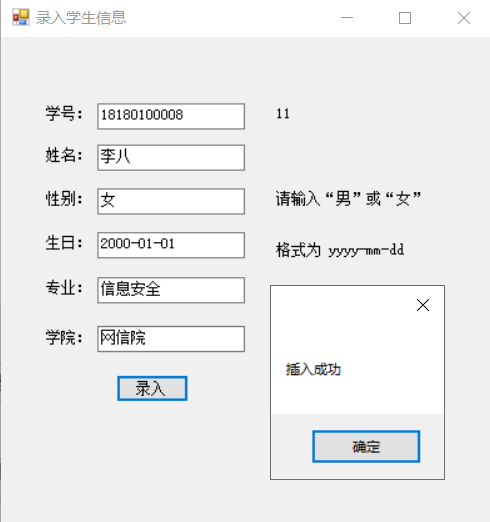 录入学生信息
学号： 18180100008 11
姓名： 李八
性别： 女 请输入“男”或“女”
生日： 2000-01-01 格式为 yyyy-mm-dd
专业： 信息安全
插入成功
学院： 网信院
录入
确定